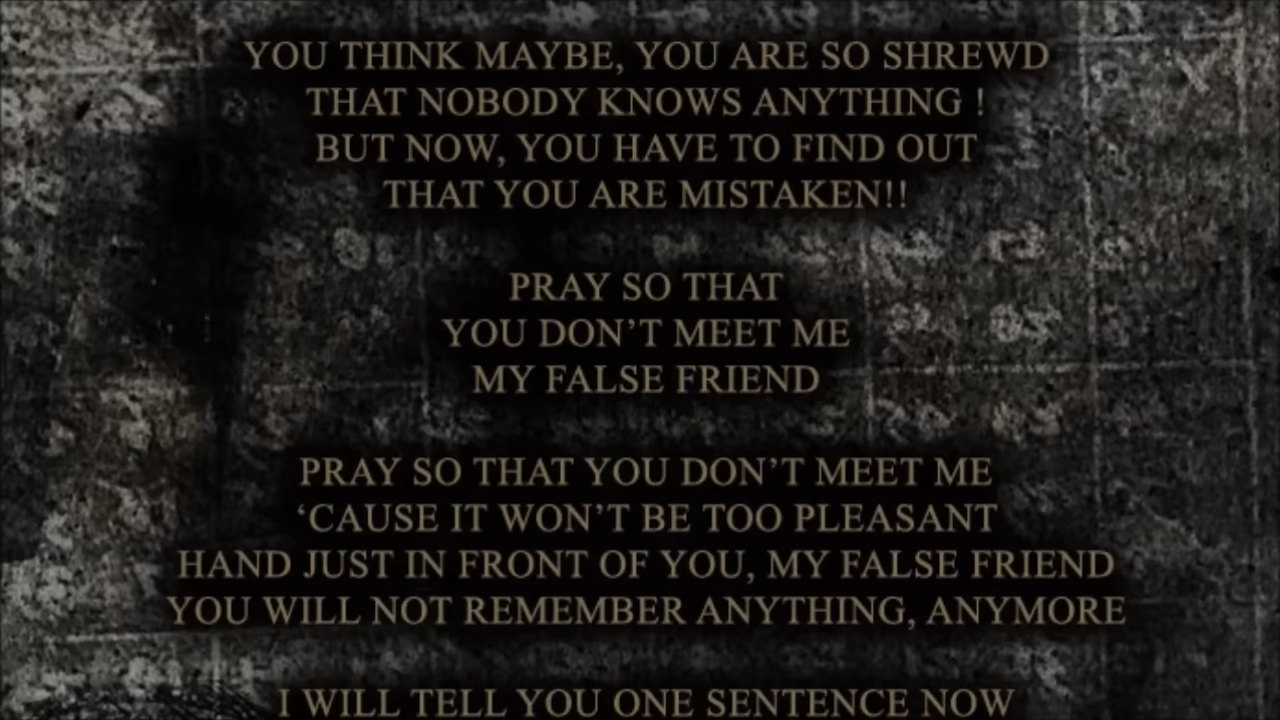 YOU THINK MAYBE, YOU ARE SO SHREWD
THAT NOBODY KNOWS ANYTHING !
BUT NOW, YOU HAVE TO FIND OUT
THAT YOU ARE MISTAKEN!!
PRAY SO THAT
YOU DON’T MEET ME
MY FALSE FRIEND
PRAY SO THAT YOU DON’T MEET ME
‘CAUSE IT WON’T BE TOO PLEASANT
HAND JUST IN FRONT OF YOU, MY FALSE FRIEND
YOU WILL NOT REMEMBER ANYTHING, ANYMORE
I WILL TELL YOU ONE SENTENCE NOW